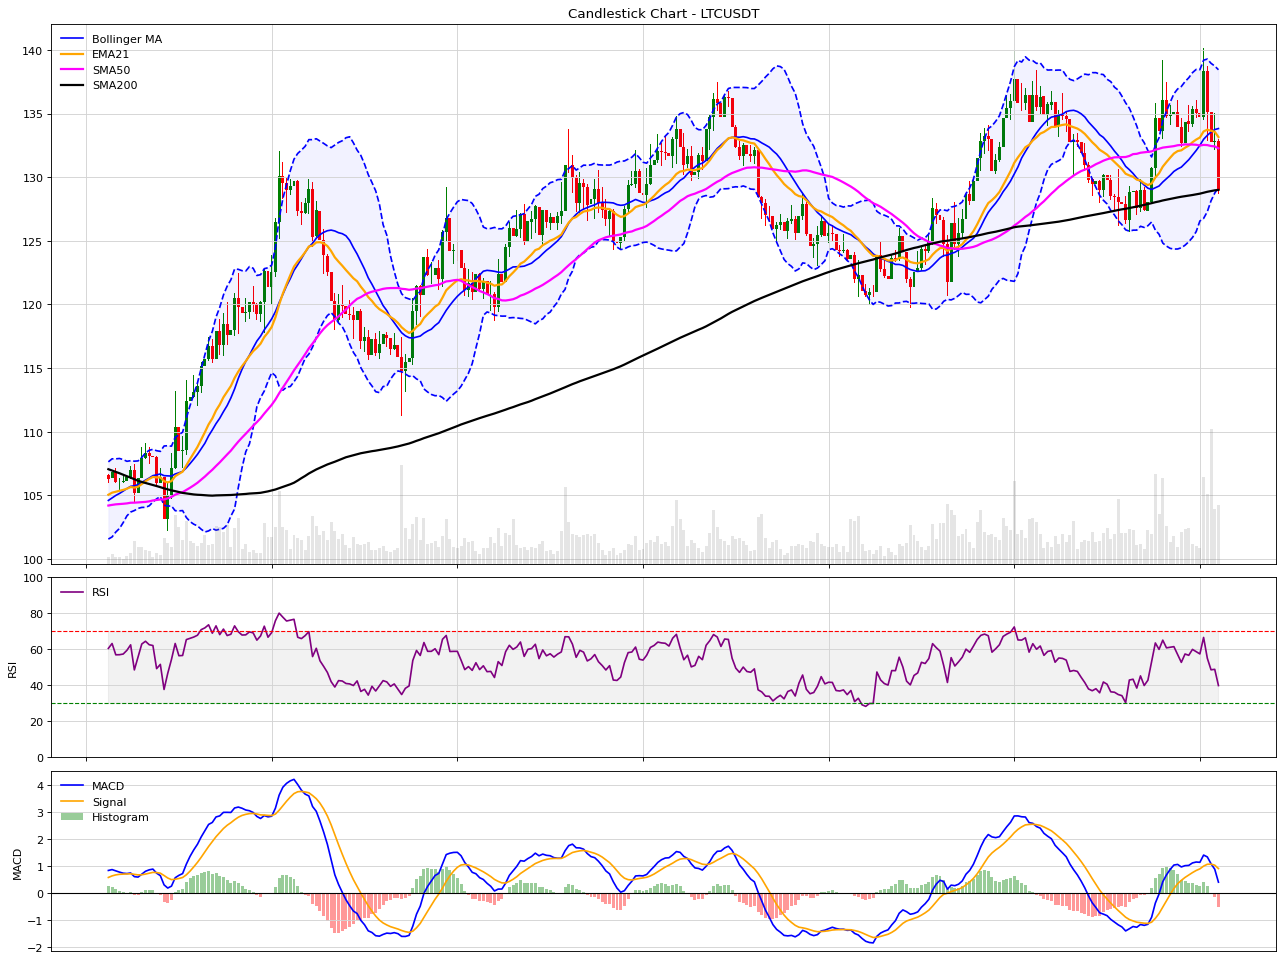 Candlestick Chart - LTCUSDT
Bollinger MA
EMA21
SMA50
SMA200
140
135
130
125
120
115
110
105
100
RSI
100
80
60
40
20
0
RSI
MACD
Signal
Histogram
4
3
2
1
0
−1
−2
MACD